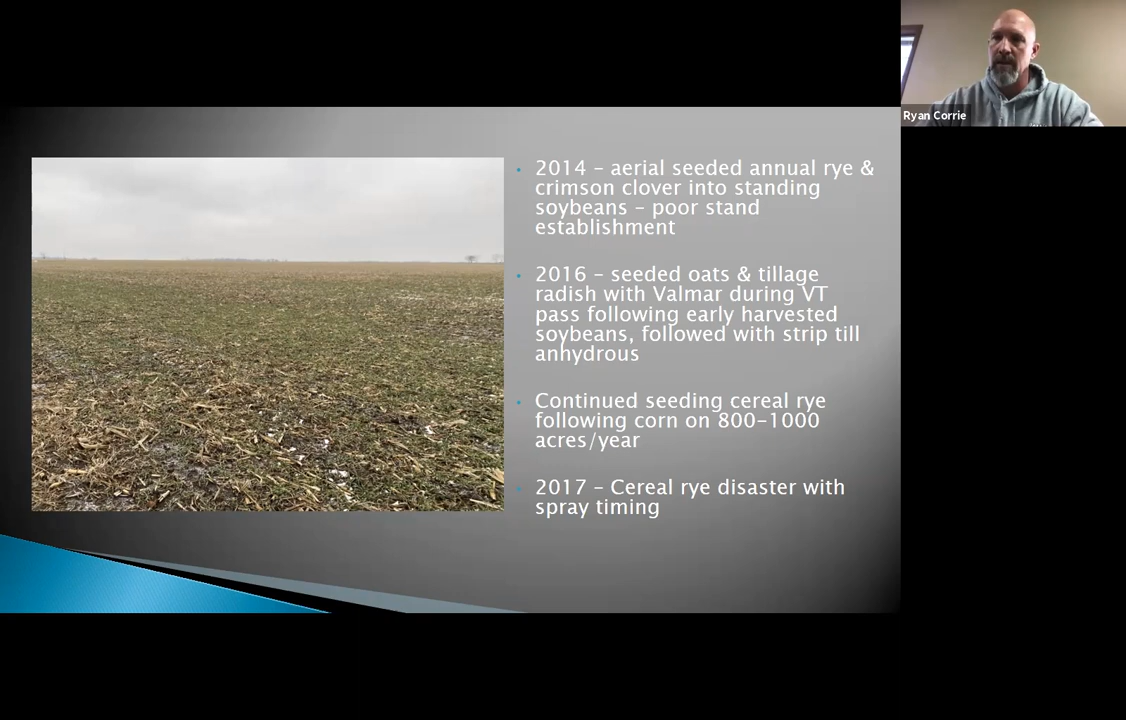 Ryan Corrie
• 2014 – aerial seeded annual rye &
crimson clover into standing
soybeans – poor stand
establishment
• 2016 – seeded oats & tillage
radish with Valmar during VT
pass following early harvested
soybeans, followed with strip till
anhydrous
• Continued seeding cereal rye
following corn on 800-1000
acres/year
• 2017 – Cereal rye disaster with
spray timing